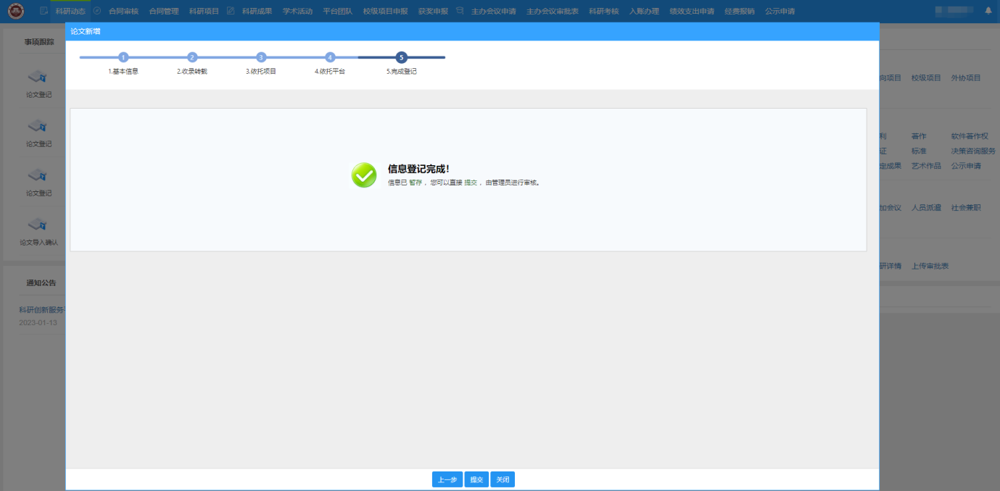 科研动态 合同审核 合同管理 科研项目 科研成果 学术活动 平台团队 校级项目申报 获奖申报 主办会议申请 主办会议审批表 科研考核 入账办理 绩效支出申请 经费报销 公示申请
论文新增
事项跟踪
1 2 3 4 5
1.基本信息 2.收录转载 3.依托项目 4.依托平台 5.完成登记
向项目 校级项目 外协项目
论文登记
利 著作 软件著作权
论文登记
证 标准 决策咨询服务
定成果 艺术作品 公示申请
信息登记完成!
信息已 暂存 ，您可以直接 提交 ，由管理员进行审核。
论文登记
加会议 人员派遣 社会兼职
论文导入确认
研详情 上传审批表
通知公告
科研创新服务
2023-01-13
上一步 提交 关闭